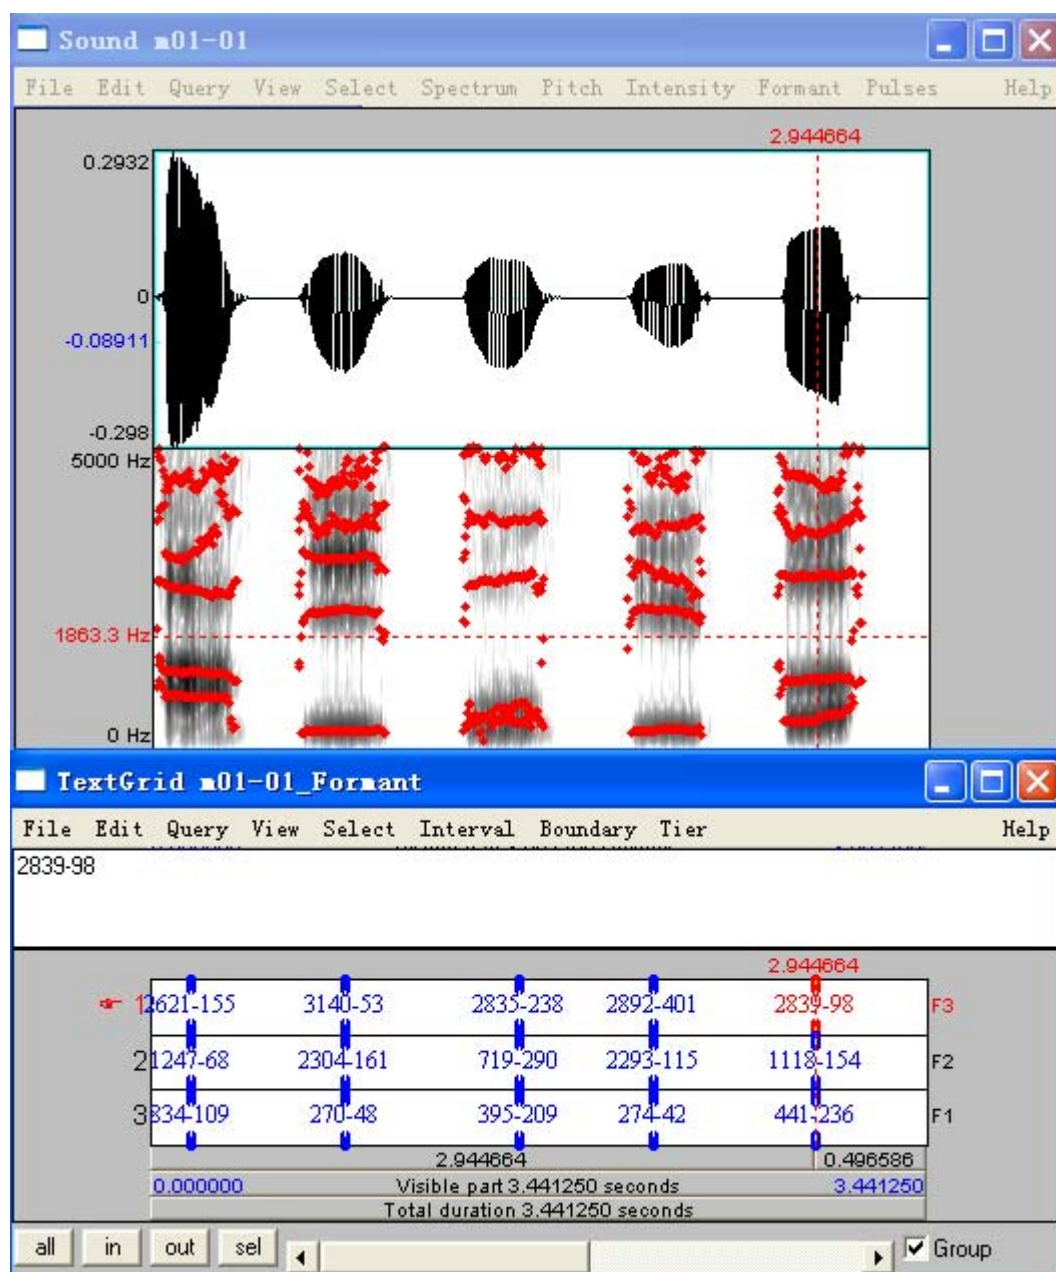 Sound m01-01
File Edit Query View Select Spectrum Pitch Intensity Formant Pulses Help
2.944664
0.2932
0
-0.08911
-0.298
5000 Hz
1863.3 Hz
0 Hz
TextGrid m01-01_Formant
File Edit Query View Select Interval Boundary Tier Help
2839-98
2.944664
1 2621-155 3140-53 2835-238 2892-401 2839-98 F3
2 1247-68 2304-161 719-290 2293-115 1118-154 F2
3 834-109 270-48 395-209 274-42 441-236 F1
2.944664 0.496586
0.000000 Visible part 3.441250 seconds 3.441250
Total duration 3.441250 seconds
all in out sel Group